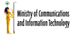 Ministry of Communications
and Information Technology